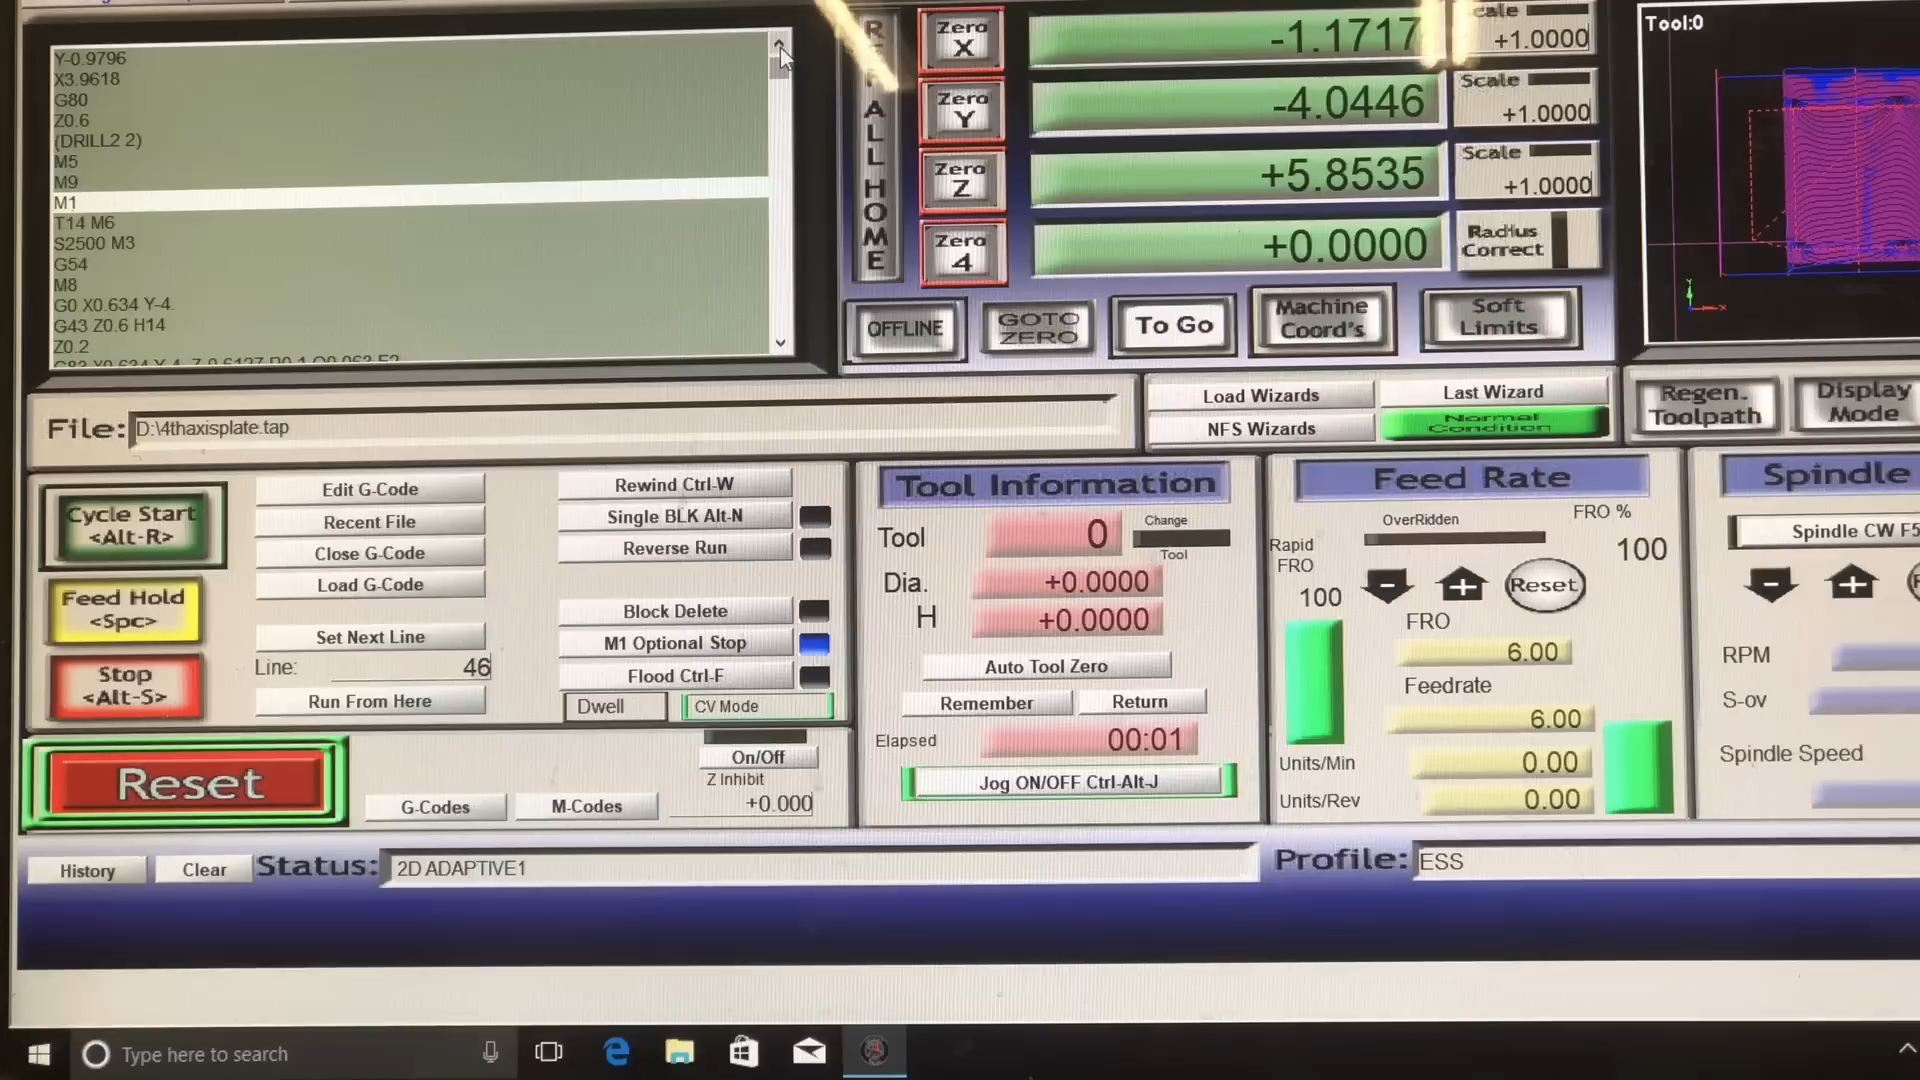 Y-0.9796
X3.9618
G80
Z0.6
(DRILL2 2)
M5
M9
M1
T14 M6
S2500 M3
G54
M8
G0 X0.634 Y-4.
G43 Z0.6 H14
Z0.2
ALL HOME
Zero X
-1.1717
+1.0000
Zero Y
-4.0446
Scale
+1.0000
Zero Z
+5.8535
Scale
+1.0000
Zero 4
+0.0000
Radius Correct
OFFLINE
GOTO ZERO
To Go
Machine Coord's
Soft Limits
Tool:0
File: D:\4thaxisplate.tap
Load Wizards
Last Wizard
NFS Wizards
Normal Condition
Regen. Toolpath
Display Mode
Cycle Start
<Alt-R>
Feed Hold
<Spc>
Stop
<Alt-S>
Reset
Edit G-Code
Recent File
Close G-Code
Load G-Code
Set Next Line
Line: 46
Run From Here
Rewind Ctrl-W
Single BLK Alt-N
Reverse Run
Block Delete
M1 Optional Stop
Flood Ctrl-F
Dwell
CV Mode
On/Off
Z Inhibit
+0.000
G-Codes
M-Codes
Tool Information
Tool 0
Change
Tool
Dia. +0.0000
H +0.0000
Auto Tool Zero
Remember
Return
Elapsed 00:01
Jog ON/OFF Ctrl-Alt-J
Feed Rate
OverRidden
FRO %
100
Rapid
FRO
100
Reset
FRO
6.00
Feedrate
6.00
Units/Min 0.00
Units/Rev 0.00
Spindle
Spindle CW F5
RPM
S-ov
Spindle Speed
History
Clear
Status: 2D ADAPTIVE1
Profile: ESS
Type here to search